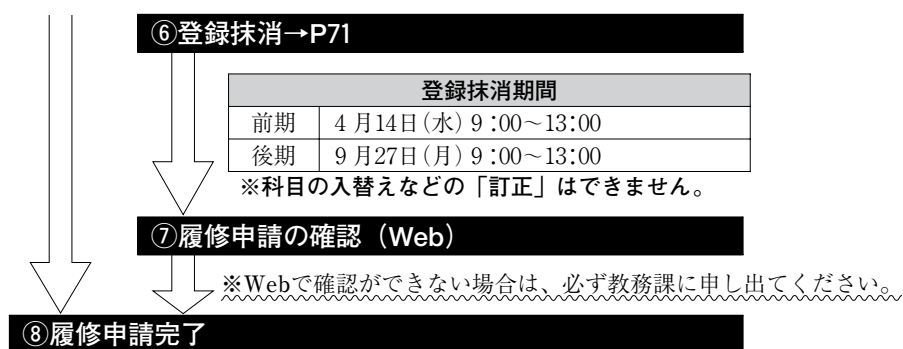 ⑥登録抹消→P71
登録抹消期間
前期 4月14日(水) 9:00~13:00
後期 9月27日(月) 9:00~13:00
※科目の入替えなどの「訂正」はできません。
⑦履修申請の確認（Web）
※Webで確認ができない場合は、必ず教務課に申し出てください。
⑧履修申請完了